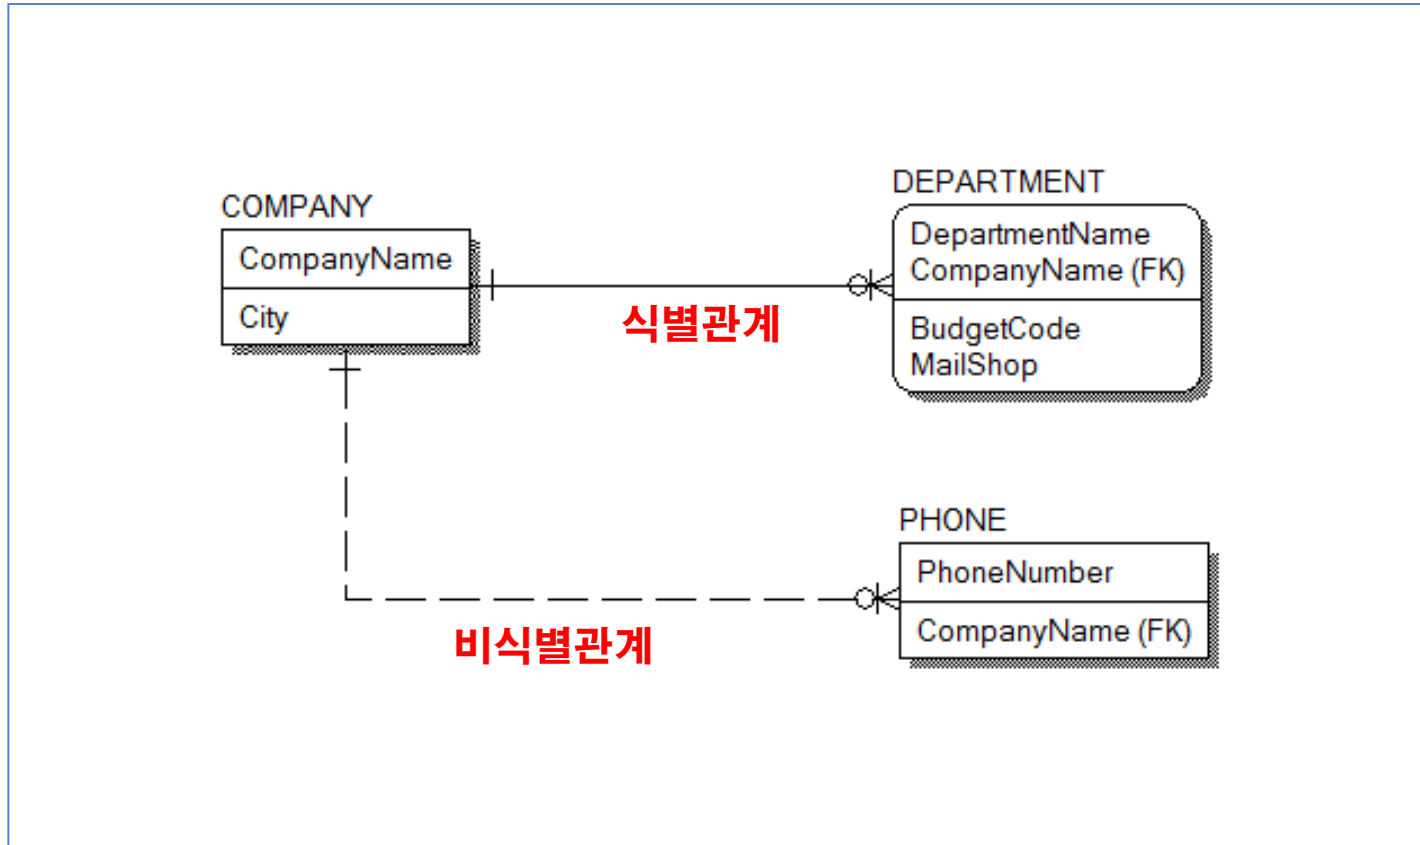 COMPANY
CompanyName
City
식별관계
DEPARTMENT
DepartmentName
CompanyName (FK)
BudgetCode
MailShop
비식별관계
PHONE
PhoneNumber
CompanyName (FK)